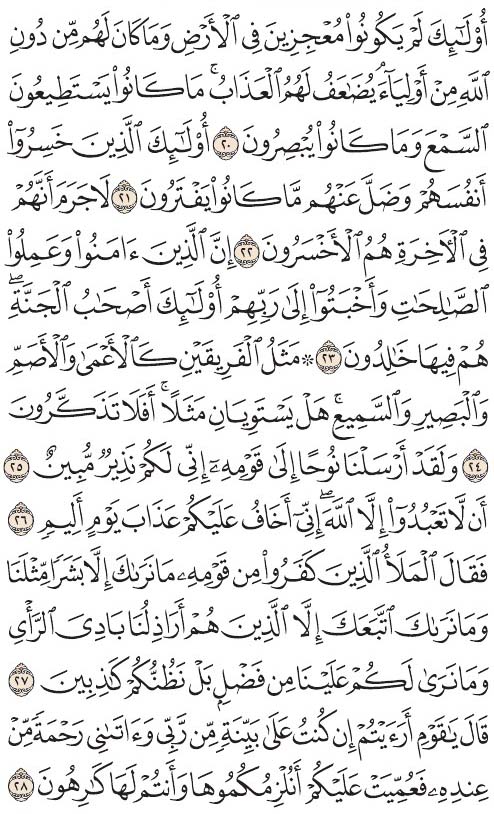 أُوْلَٰٓئِكَ لَمۡ يَكُونُواْ مُعۡجِزِينَ فِي ٱلۡأَرۡضِ وَمَا كَانَ لَهُم مِّن دُونِ
ٱللَّهِ مِنۡ أَوۡلِيَآءَۘ يُضَٰعَفُ لَهُمُ ٱلۡعَذَابُۚ مَا كَانُواْ يَسۡتَطِيعُونَ
ٱلسَّمۡعَ وَمَا كَانُواْ يُبۡصِرُونَ ٢٠ أُوْلَٰٓئِكَ ٱلَّذِينَ خَسِرُوٓاْ
أَنفُسَهُمۡ وَضَلَّ عَنۡهُم مَّا كَانُواْ يَفۡتَرُونَ ٢١ لَا جَرَمَ أَنَّهُمۡ
فِي ٱلۡأٓخِرَةِ هُمُ ٱلۡأَخۡسَرُونَ ٢٢ إِنَّ ٱلَّذِينَ ءَامَنُواْ وَعَمِلُواْ
ٱلصَّٰلِحَٰتِ وَأَخۡبَتُوٓاْ إِلَىٰ رَبِّهِمۡ أُوْلَٰٓئِكَ أَصۡحَٰبُ ٱلۡجَنَّةِۖ
هُمۡ فِيهَا خَٰلِدُونَ ٢٣ ۞ مَثَلُ ٱلۡفَرِيقَيۡنِ كَٱلۡأَعۡمَىٰ وَٱلۡأَصَمِّ
وَٱلۡبَصِيرِ وَٱلسَّمِيعِۚ هَلۡ يَسۡتَوِيَانِ مَثَلًاۚ أَفَلَا تَذَكَّرُونَ
٢٤ وَلَقَدۡ أَرۡسَلۡنَا نُوحًا إِلَىٰ قَوۡمِهِۦٓ إِنِّي لَكُمۡ نَذِيرٞ مُّبِينٌ ٢٥
أَن لَّا تَعۡبُدُوٓاْ إِلَّا ٱللَّهَۖ إِنِّيٓ أَخَافُ عَلَيۡكُمۡ عَذَابَ يَوۡمٍ أَلِيمٖ ٢٦
فَقَالَ ٱلۡمَلَأُ ٱلَّذِينَ كَفَرُواْ مِن قَوۡمِهِۦ مَا نَرَىٰكَ إِلَّا بَشَرٗا مِّثۡلَنَا
وَمَا نَرَىٰكَ ٱتَّبَعَكَ إِلَّا ٱلَّذِينَ هُمۡ أَرَاذِلُنَا بَادِيَ ٱلرَّأۡيِ
وَمَا نَرَىٰ لَكُمۡ عَلَيۡنَا مِن فَضۡلِۭ بَلۡ نَظُنُّكُمۡ كَٰذِبِينَ ٢٧
قَالَ يَٰقَوۡمِ أَرَءَيۡتُمۡ إِن كُنتُ عَلَىٰ بَيِّنَةٖ مِّن رَّبِّي وَءَاتَىٰنِي رَحۡمَةٗ مِّنۡ
عِندِهِۦ فَعُمِّيَتۡ عَلَيۡكُمۡ أَنُلۡزِمُكُمُوهَا وَأَنتُمۡ لَهَا كَٰرِهُونَ ٢٨